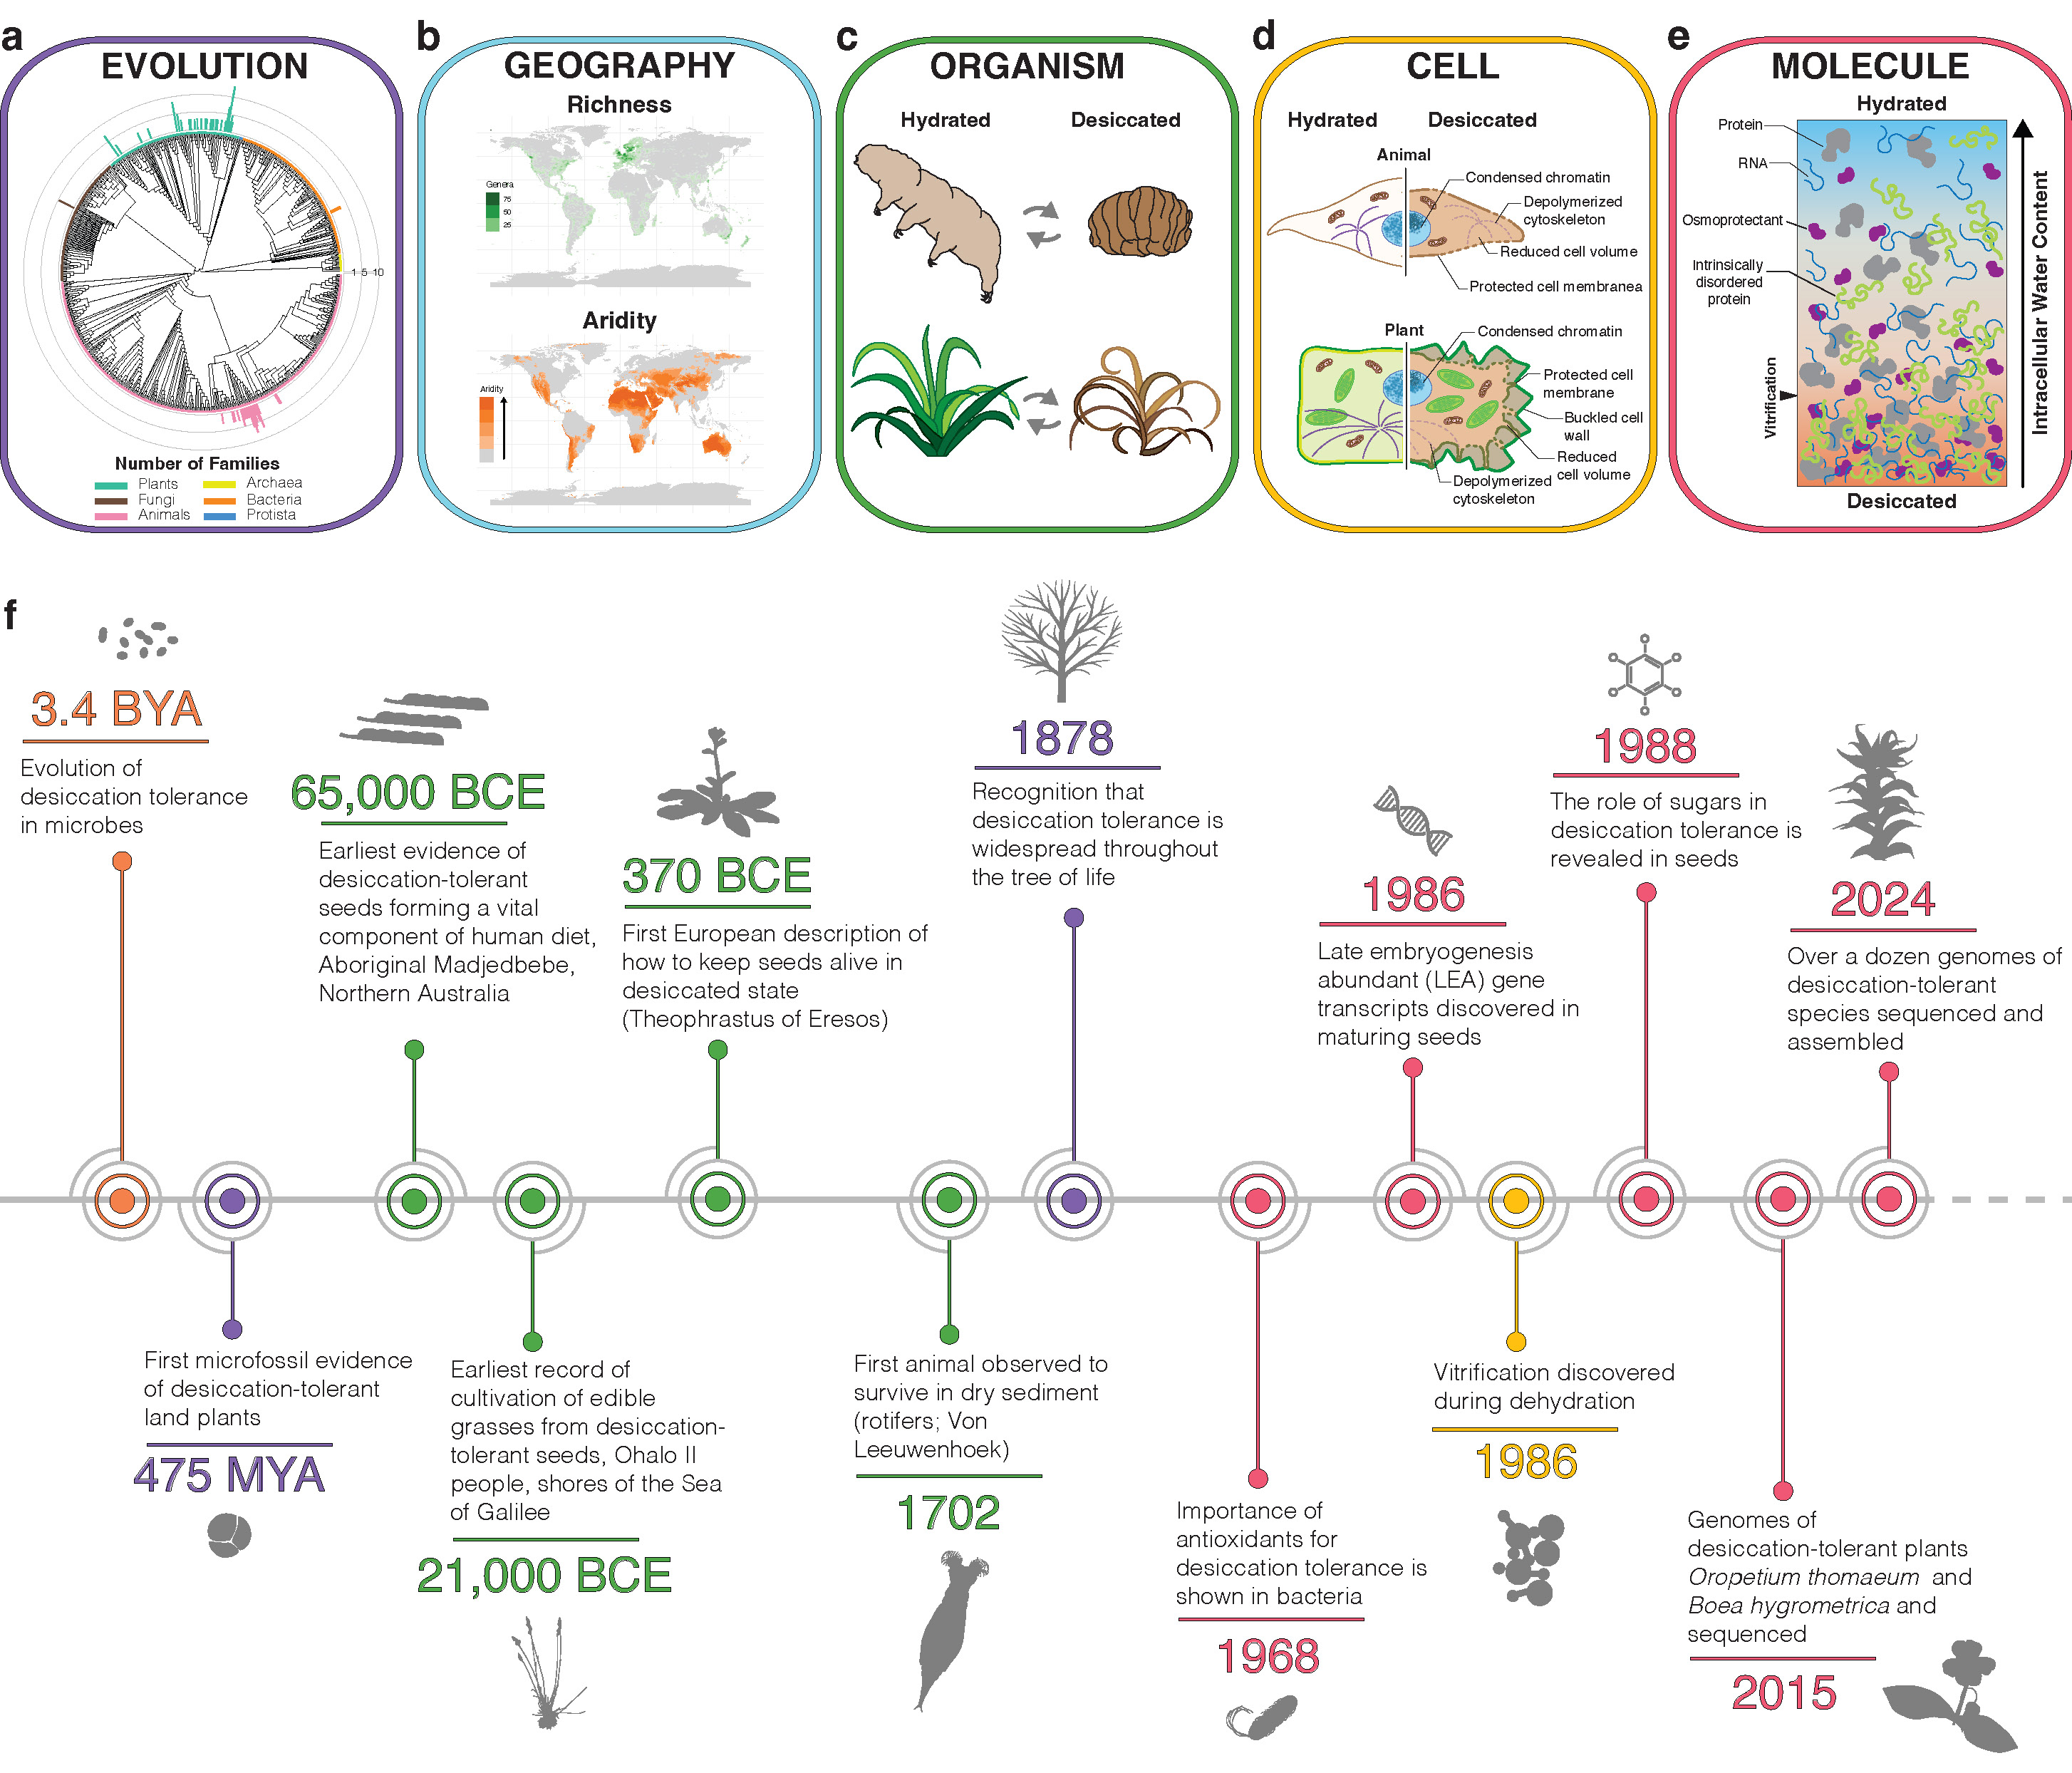 a
EVOLUTION
1 5 10
Number of Families
Plants
Fungi
Animals
Archaea
Bacteria
Protista
b
GEOGRAPHY
Richness
Genera
75
50
25
Aridity
Aridity
c
ORGANISM
Hydrated
Desiccated
d
CELL
Hydrated
Desiccated
Animal
Condensed chromatin
Depolymerized
cytoskeleton
Reduced cell volume
Protected cell membranea
Plant
Condensed chromatin
Protected cell
membrane
Buckled cell
wall
Reduced
cell volume
Depolymerized
cytoskeleton
e
MOLECULE
Hydrated
Protein
RNA
Osmoprotectant
Intrinsically
disordered
protein
Vitrification
Intracellular Water Content
Desiccated
f
3.4 BYA
Evolution of
desiccation tolerance
in microbes
First microfossil evidence
of desiccation-tolerant
land plants
475 MYA
65,000 BCE
Earliest evidence of
desiccation-tolerant
seeds forming a vital
component of human diet,
Aboriginal Madjedbebe,
Northern Australia
Earliest record of
cultivation of edible
grasses from desiccation-
tolerant seeds, Ohalo II
people, shores of the Sea
of Galilee
21,000 BCE
370 BCE
First European description of
how to keep seeds alive in
desiccated state
(Theophrastus of Eresos)
First animal observed to
survive in dry sediment
(rotifers; Von
Leeuwenhoek)
1702
1878
Recognition that
desiccation tolerance is
widespread throughout
the tree of life
Importance of
antioxidants for
desiccation tolerance is
shown in bacteria
1968
1986
Late embryogenesis
abundant (LEA) gene
transcripts discovered in
maturing seeds
Vitrification discovered
during dehydration
1986
1988
The role of sugars in
desiccation tolerance is
revealed in seeds
Genomes of
desiccation-tolerant plants
Oropetium thomaeum and
Boea hygrometrica and
sequenced
2015
2024
Over a dozen genomes of
desiccation-tolerant
species sequenced and
assembled